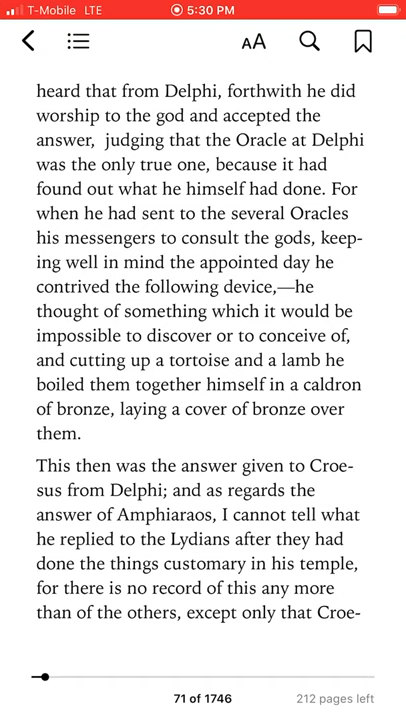 T-Mobile LTE 5:30 PM
AA
heard that from Delphi, forthwith he did
worship to the god and accepted the
answer, judging that the Oracle at Delphi
was the only true one, because it had
found out what he himself had done. For
when he had sent to the several Oracles
his messengers to consult the gods, keep-
ing well in mind the appointed day he
contrived the following device,—he
thought of something which it would be
impossible to discover or to conceive of,
and cutting up a tortoise and a lamb he
boiled them together himself in a caldron
of bronze, laying a cover of bronze over
them.
This then was the answer given to Croe-
sus from Delphi; and as regards the
answer of Amphiaraos, I cannot tell what
he replied to the Lydians after they had
done the things customary in his temple,
for there is no record of this any more
than of the others, except only that Croe-
71 of 1746 212 pages left